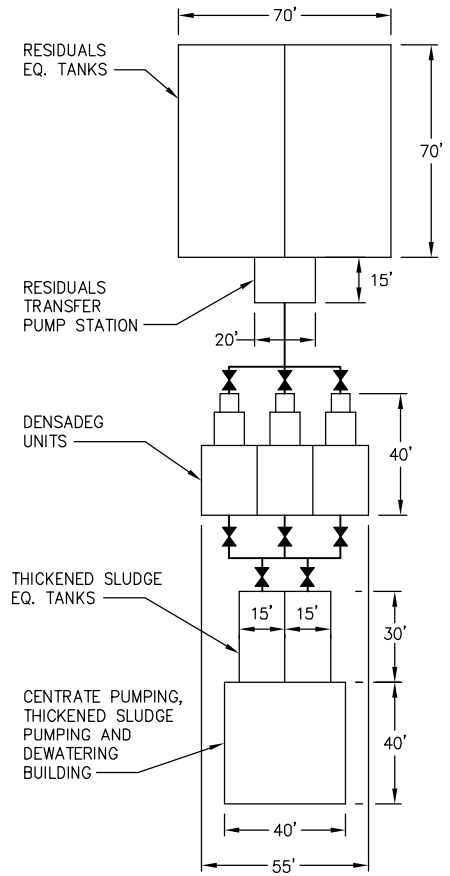 70'
RESIDUALS
EQ. TANKS
70'
15'
RESIDUALS
TRANSFER
PUMP STATION
20'
DENSADEG
UNITS
40'
THICKENED SLUDGE
EQ. TANKS
15' 15'
30'
CENTRATE PUMPING,
THICKENED SLUDGE
PUMPING AND
DEWATERING
BUILDING
40'
40'
55'